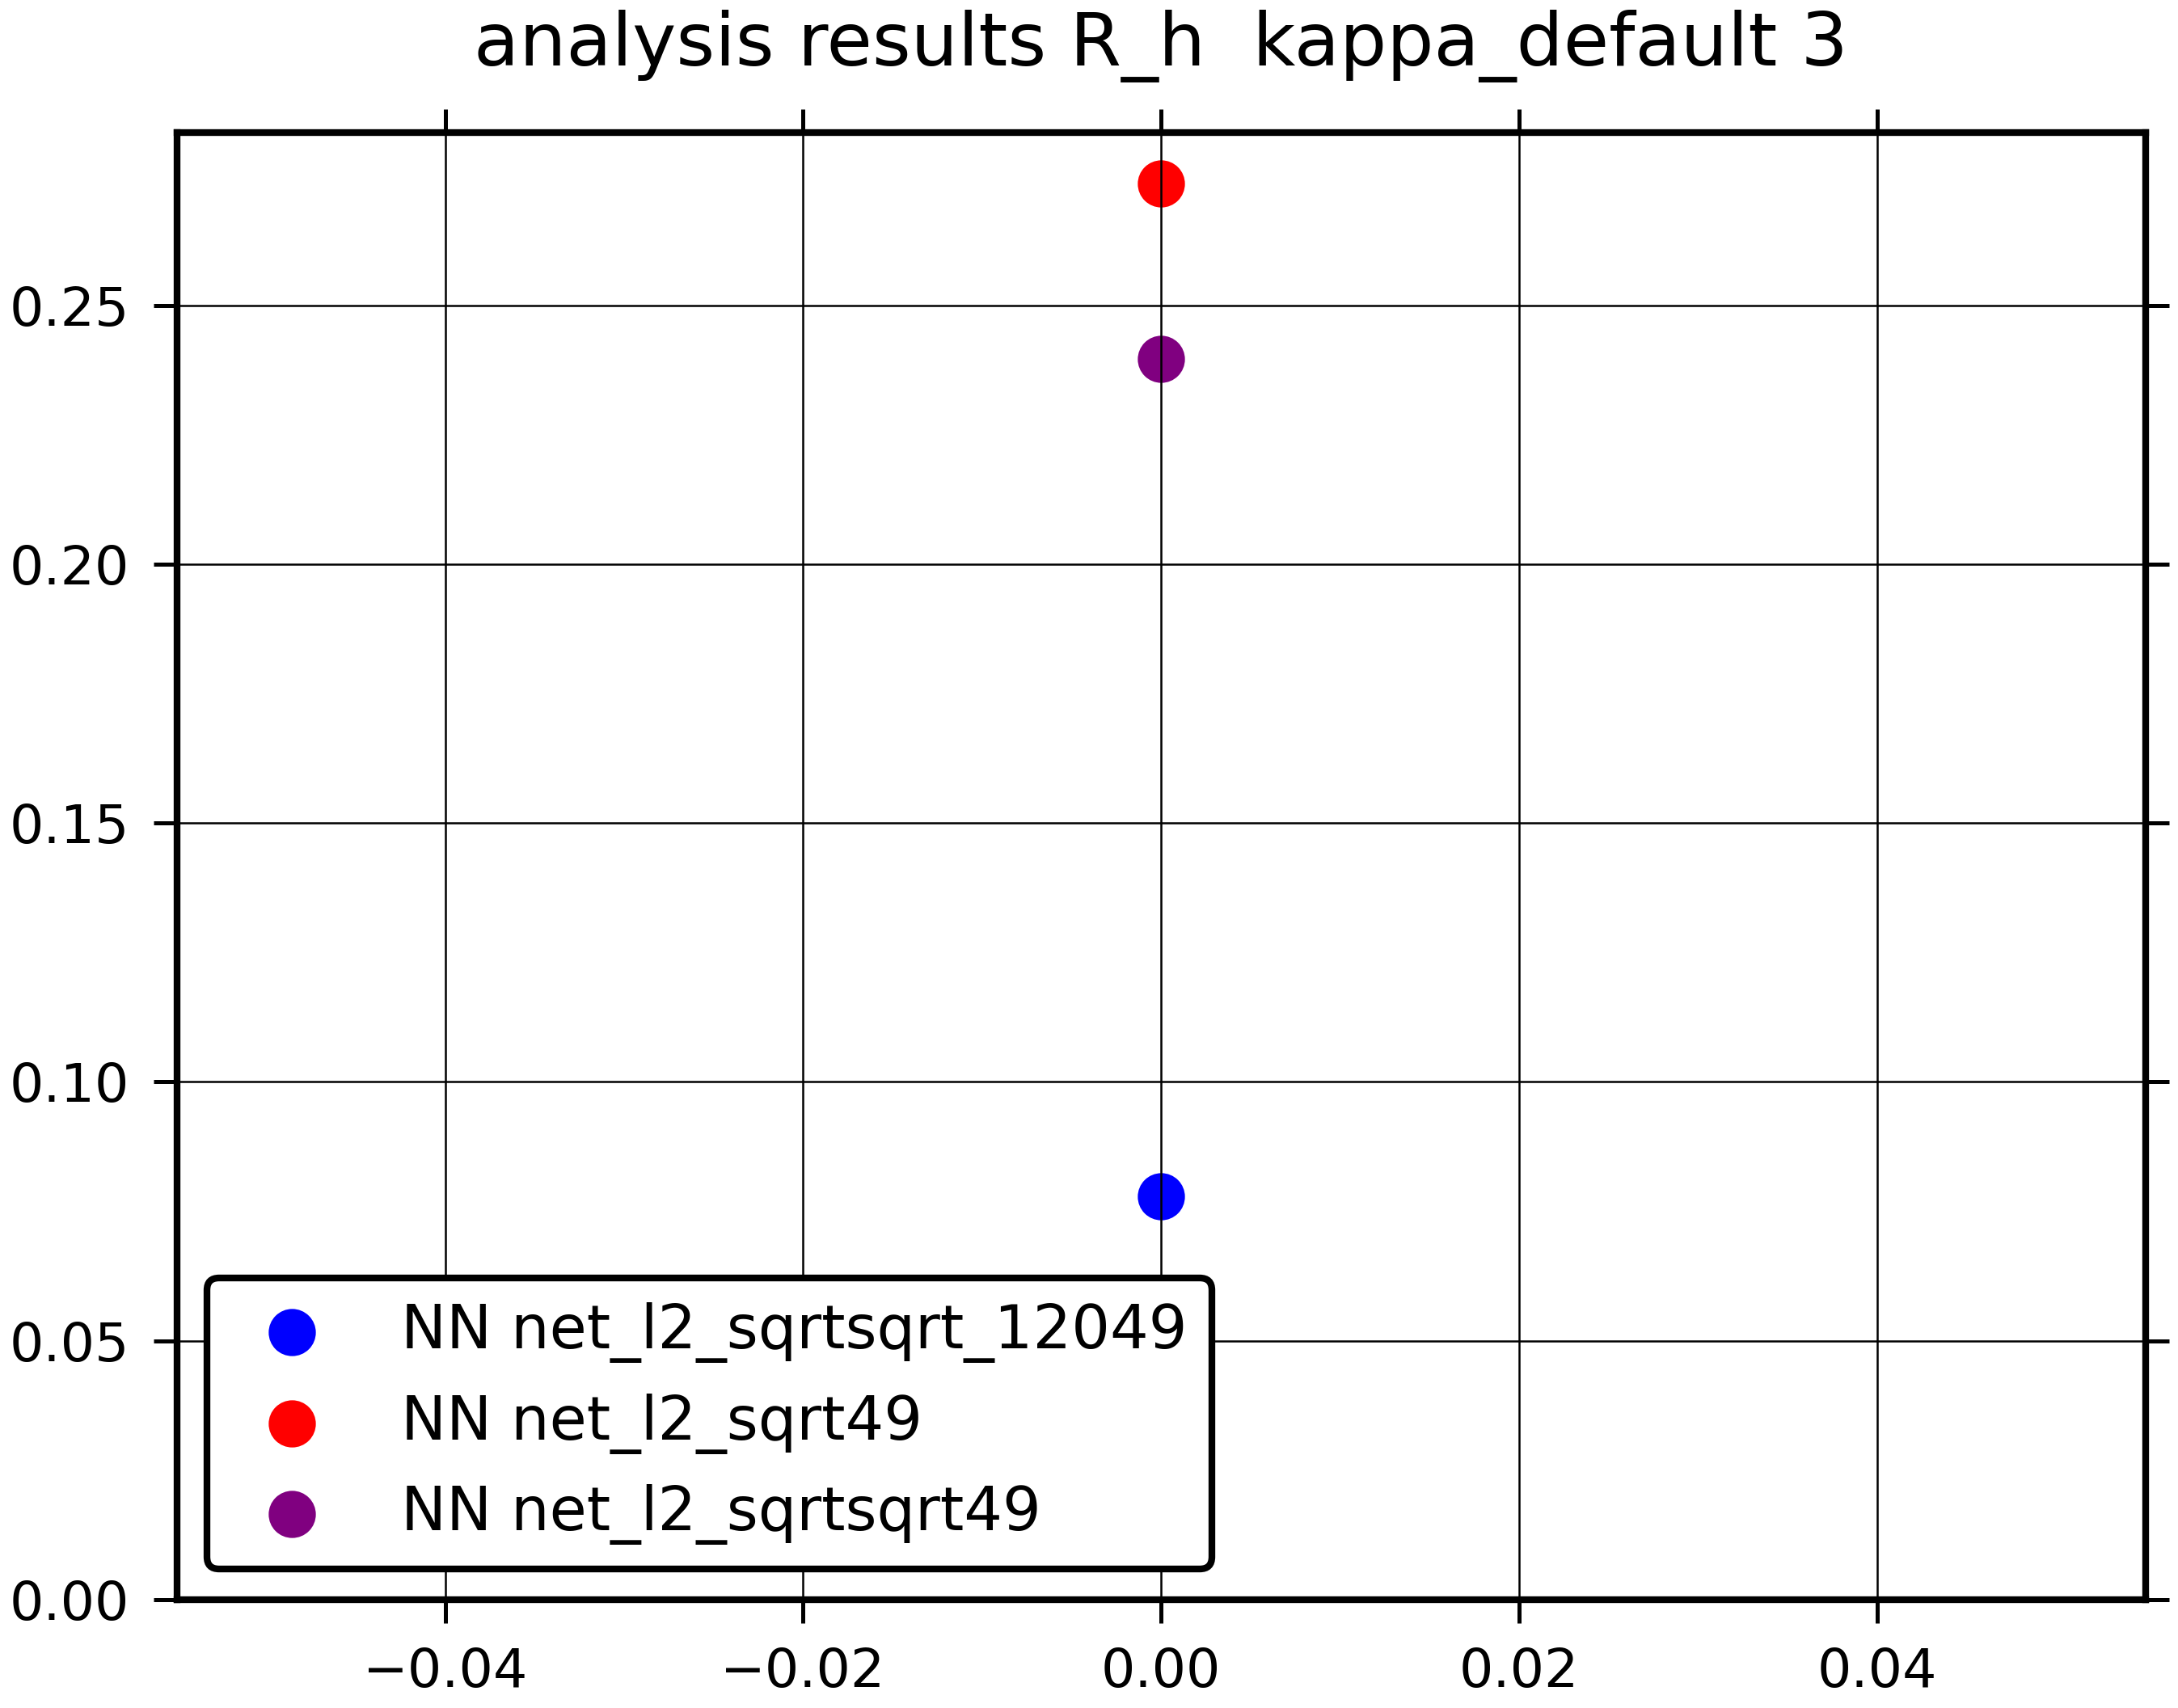 analysis results R_h  kappa_default 3
0.25
0.20
0.15
0.10
0.05
0.00
NN net_l2_sqrtsqrt_12049
NN net_l2_sqrt49
NN net_l2_sqrtsqrt49
−0.04
−0.02
0.00
0.02
0.04